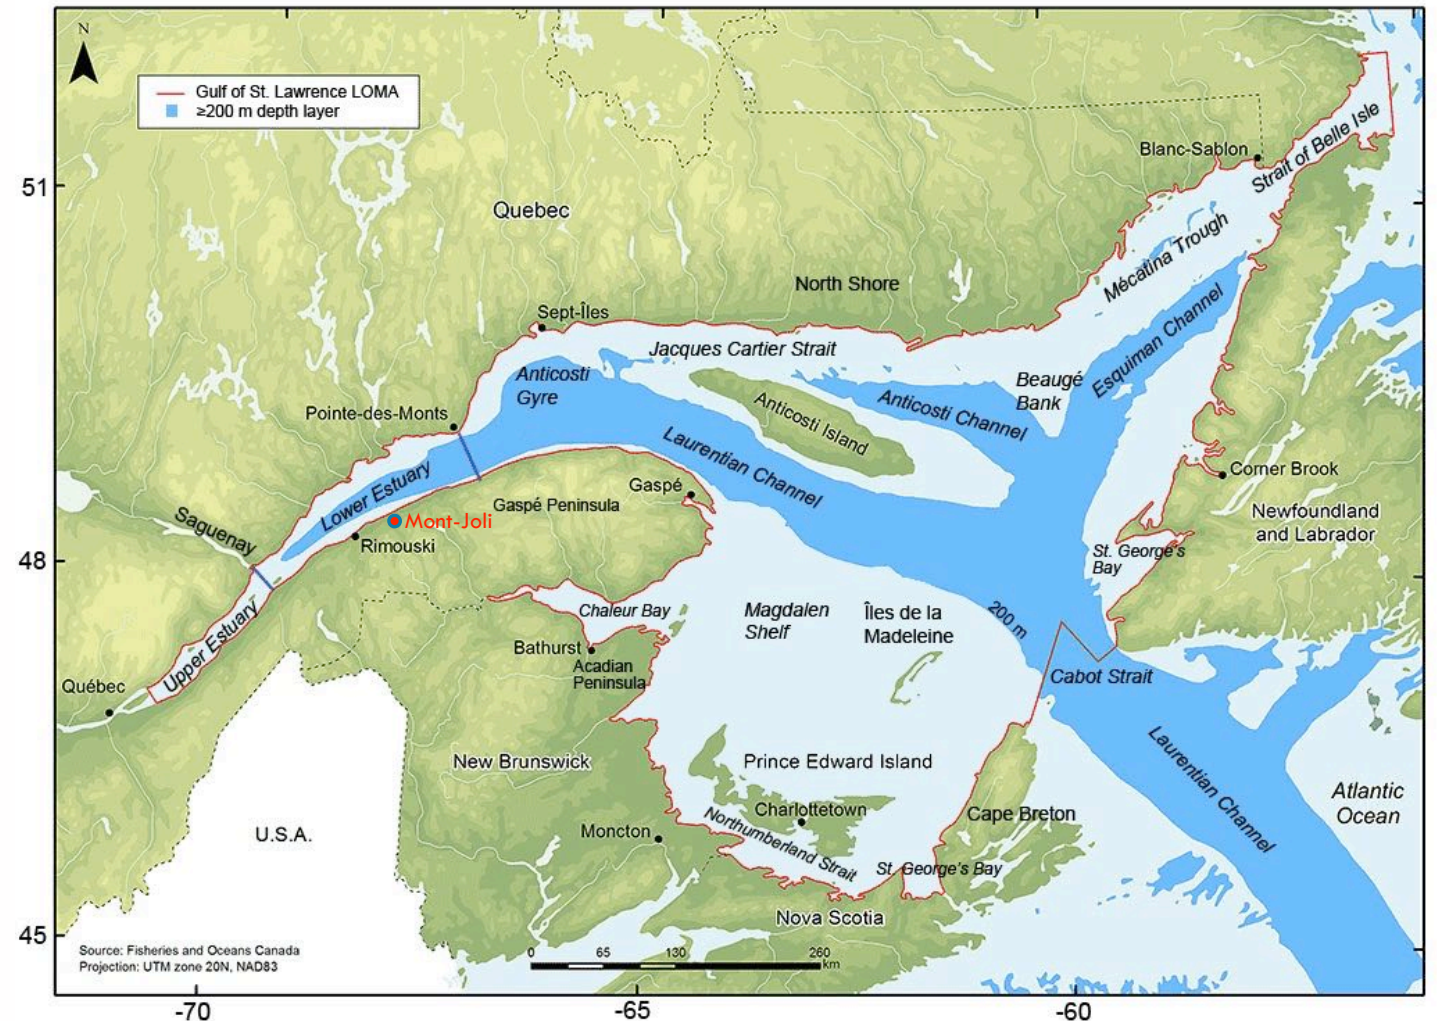 N
Gulf of St. Lawrence LOMA
≥200 m depth layer
Blanc-Sablon
Strait of Belle Isle
51
Quebec
Mécatina Trough
North Shore
Sept-Îles
Jacques Cartier Strait
Esquiman Channel
Anticosti
Gyre
Beaugé
Bank
Anticosti Channel
Anticosti Island
Pointe-des-Monts
Laurentian Channel
Corner Brook
Lower Estuary
Gaspé
Gaspé Peninsula
Mont-Joli
Saguenay
Rimouski
Newfoundland
and Labrador
St. George's
Bay
48
Chaleur Bay
Magdalen
Shelf
Îles de la
Madeleine
200 m
Upper Estuary
Bathurst
Acadian
Peninsula
Cabot Strait
Québec
New Brunswick
Prince Edward Island
Laurentian Channel
Atlantic
Ocean
Charlottetown
Cape Breton
U.S.A.
Moncton
Northumberland Strait
St. George's Bay
Nova Scotia
45
Source: Fisheries and Oceans Canada
Projection: UTM zone 20N, NAD83
0 65 130 260
km
-70 -65 -60